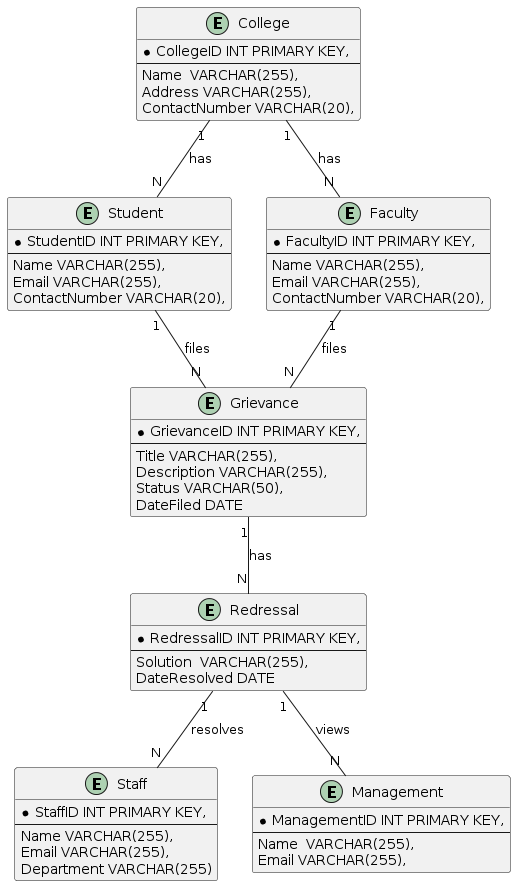 E College
* CollegeID INT PRIMARY KEY,
Name  VARCHAR(255),
Address VARCHAR(255),
ContactNumber VARCHAR(20),
1 1
has has
N N
E Student
* StudentID INT PRIMARY KEY,
Name VARCHAR(255),
Email VARCHAR(255),
ContactNumber VARCHAR(20),
E Faculty
* FacultyID INT PRIMARY KEY,
Name VARCHAR(255),
Email VARCHAR(255),
ContactNumber VARCHAR(20),
1 1
files files
N N
E Grievance
* GrievanceID INT PRIMARY KEY,
Title VARCHAR(255),
Description VARCHAR(255),
Status VARCHAR(50),
DateFiled DATE
1
has
N
E Redressal
* RedressalID INT PRIMARY KEY,
Solution  VARCHAR(255),
DateResolved DATE
1 1
resolves views
N N
E Staff
* StaffID INT PRIMARY KEY,
Name VARCHAR(255),
Email VARCHAR(255),
Department VARCHAR(255)
E Management
* ManagementID INT PRIMARY KEY,
Name  VARCHAR(255),
Email VARCHAR(255),